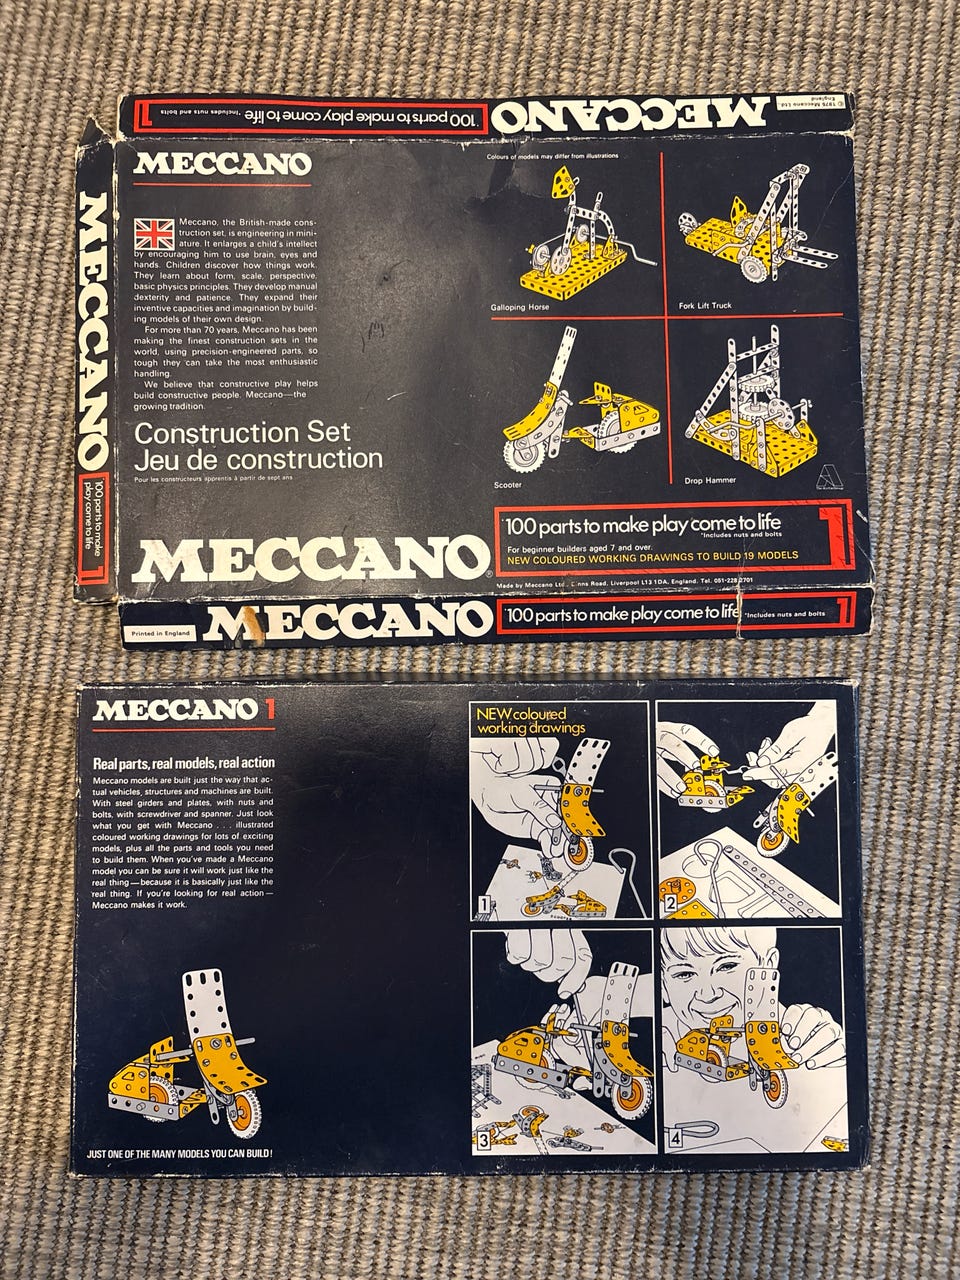 © 1975 Meccano Ltd.
England
MECCANO
100 parts to make play come to life *Includes nuts and bolts
1
MECCANO
100 parts to make
play come to life
1
MECCANO
Meccano, the British-made cons-
truction set, is engineering in mini-
ature. It enlarges a child's intellect
by encouraging him to use brain, eyes and
hands. Children discover how things work.
They learn about form, scale, perspective,
basic physics principles. They develop manual
dexterity and patience. They expand their
inventive capacities and imagination by build-
ing models of their own design.
For more than 70 years, Meccano has been
making the finest construction sets in the
world, using precision-engineered parts, so
tough they can take the most enthusiastic
handling.
We believe that constructive play helps
build constructive people. Meccano—the
growing tradition.
Construction Set
Jeu de construction
Pour les constructeurs apprentis à partir de sept ans
MECCANO®
Colours of models may differ from illustrations
Galloping Horse
Fork Lift Truck
Scooter
Drop Hammer
100 parts to make play come to life
*Includes nuts and bolts
For beginner builders aged 7 and over.
NEW COLOURED WORKING DRAWINGS TO BUILD 19 MODELS
1
Made by Meccano Ltd. Binns Road, Liverpool L13 1DA, England. Tel. 051-228 2701
Printed in England
MECCANO
100 parts to make play come to life *Includes nuts and bolts
1
MECCANO 1
Real parts, real models, real action
Meccano models are built just the way that ac-
tual vehicles, structures and machines are built.
With steel girders and plates, with nuts and
bolts, with screwdriver and spanner. Just look
what you get with Meccano . . . illustrated
coloured working drawings for lots of exciting
models, plus all the parts and tools you need
to build them. When you've made a Meccano
model you can be sure it will work just like the
real thing—because it is basically just like the
real thing. If you're looking for real action—
Meccano makes it work.
JUST ONE OF THE MANY MODELS YOU CAN BUILD!
NEW coloured
working drawings
SCOOTER
1
2
3
4